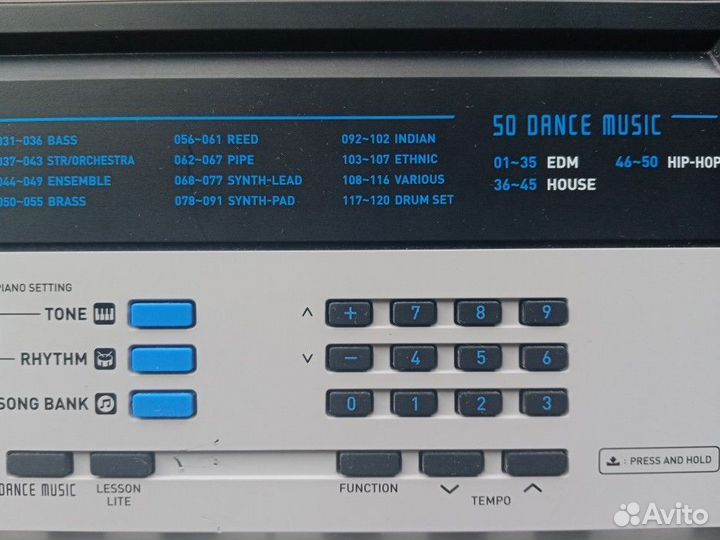 031~036 BASS 056~061 REED 092~102 INDIAN
037~043 STR/ORCHESTRA 062~067 PIPE 103~107 ETHNIC
044~049 ENSEMBLE 068~077 SYNTH-LEAD 108~116 VARIOUS
050~055 BRASS 078~091 SYNTH-PAD 117~120 DRUM SET
50 DANCE MUSIC
01~35 EDM 46~50 HIP-HOP
36~45 HOUSE
PIANO SETTING
TONE
RHYTHM
SONG BANK
+ 7 8 9
- 4 5 6
0 1 2 3
DANCE MUSIC
LESSON
LITE
FUNCTION
TEMPO
: PRESS AND HOLD
Avito